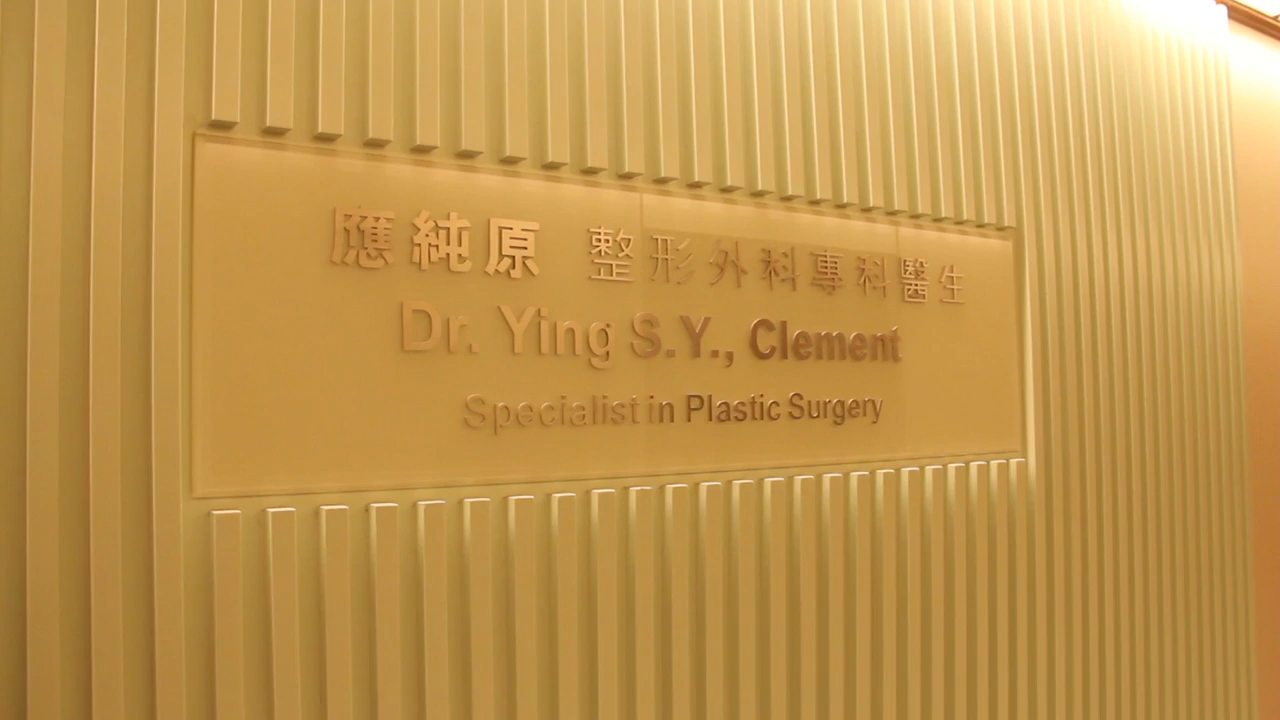 應純原 整形外科專科醫生
Dr. Ying S.Y., Clement
Specialist in Plastic Surgery